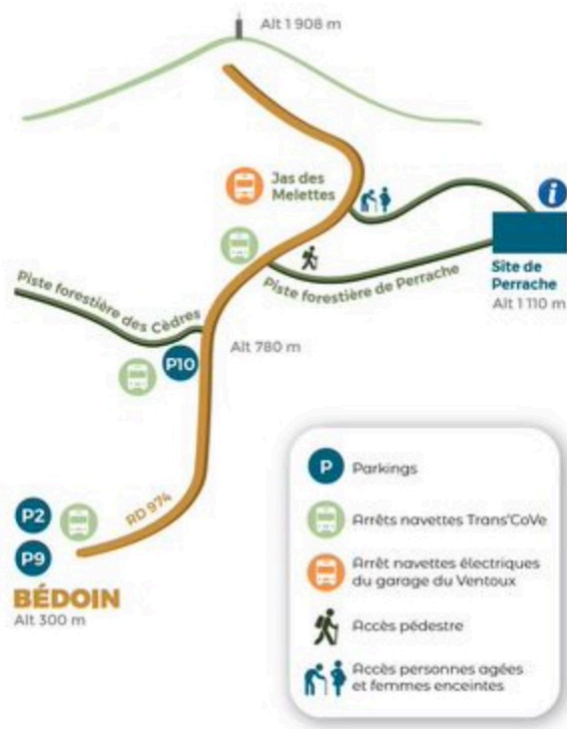 Alt 1 908 m
Jas des
Melettes
i
Piste forestière de Perrache
Site de
Perrache
Alt 1 110 m
Piste forestière des Cèdres
P10
Alt 780 m
P2
P9
RD 974
BÉDOIN
Alt 300 m
P Parkings
Arrêts navettes Trans'CoVe
Arrêt navettes électriques
du garage du Ventoux
Accès pédestre
Accès personnes agées
et femmes enceintes